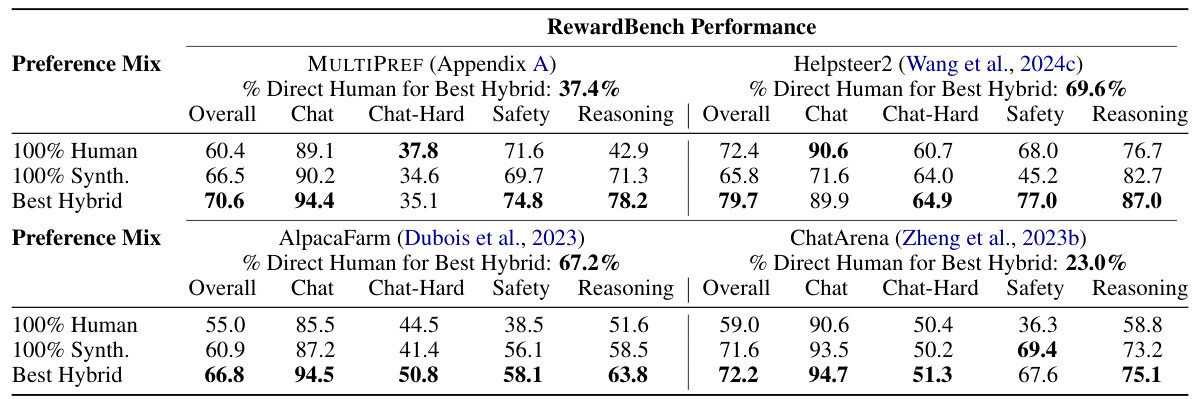 RewardBench Performance
Preference Mix MULTIPREF (Appendix A) Helpsteer2 (Wang et al., 2024c)
% Direct Human for Best Hybrid: 37.4% % Direct Human for Best Hybrid: 69.6%
Overall Chat Chat-Hard Safety Reasoning Overall Chat Chat-Hard Safety Reasoning
100% Human 60.4 89.1 37.8 71.6 42.9 72.4 90.6 60.7 68.0 76.7
100% Synth. 66.5 90.2 34.6 69.7 71.3 65.8 71.6 64.0 45.2 82.7
Best Hybrid 70.6 94.4 35.1 74.8 78.2 79.7 89.9 64.9 77.0 87.0
Preference Mix AlpacaFarm (Dubois et al., 2023) ChatArena (Zheng et al., 2023b)
% Direct Human for Best Hybrid: 67.2% % Direct Human for Best Hybrid: 23.0%
Overall Chat Chat-Hard Safety Reasoning Overall Chat Chat-Hard Safety Reasoning
100% Human 55.0 85.5 44.5 38.5 51.6 59.0 90.6 50.4 36.3 58.8
100% Synth. 60.9 87.2 41.4 56.1 58.5 71.6 93.5 50.2 69.4 73.2
Best Hybrid 66.8 94.5 50.8 58.1 63.8 72.2 94.7 51.3 67.6 75.1